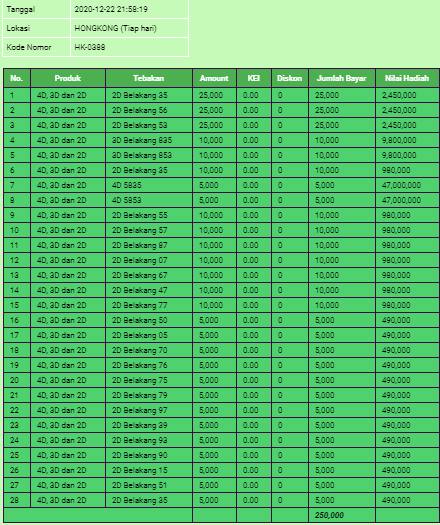 Tanggal 2020-12-22 21:58:19
Lokasi HONGKONG (Tiap hari)
Kode Nomor HK-0388
No. Produk Tebakan Amount KEI Diskon Jumlah Bayar Nilai Hadiah
1 4D, 3D dan 2D 2D Belakang 35 25,000 0.00 0 25,000 2,450,000
2 4D, 3D dan 2D 2D Belakang 56 25,000 0.00 0 25,000 2,450,000
3 4D, 3D dan 2D 2D Belakang 53 25,000 0.00 0 25,000 2,450,000
4 4D, 3D dan 2D 3D Belakang 835 10,000 0.00 0 10,000 9,800,000
5 4D, 3D dan 2D 3D Belakang 853 10,000 0.00 0 10,000 9,800,000
6 4D, 3D dan 2D 2D Belakang 35 10,000 0.00 0 10,000 980,000
7 4D, 3D dan 2D 4D 5835 5,000 0.00 0 5,000 47,000,000
8 4D, 3D dan 2D 4D 5853 5,000 0.00 0 5,000 47,000,000
9 4D, 3D dan 2D 2D Belakang 55 10,000 0.00 0 10,000 980,000
10 4D, 3D dan 2D 2D Belakang 57 10,000 0.00 0 10,000 980,000
11 4D, 3D dan 2D 2D Belakang 87 10,000 0.00 0 10,000 980,000
12 4D, 3D dan 2D 2D Belakang 07 10,000 0.00 0 10,000 980,000
13 4D, 3D dan 2D 2D Belakang 67 10,000 0.00 0 10,000 980,000
14 4D, 3D dan 2D 2D Belakang 47 10,000 0.00 0 10,000 980,000
15 4D, 3D dan 2D 2D Belakang 77 10,000 0.00 0 10,000 980,000
16 4D, 3D dan 2D 2D Belakang 50 5,000 0.00 0 5,000 490,000
17 4D, 3D dan 2D 2D Belakang 05 5,000 0.00 0 5,000 490,000
18 4D, 3D dan 2D 2D Belakang 70 5,000 0.00 0 5,000 490,000
19 4D, 3D dan 2D 2D Belakang 76 5,000 0.00 0 5,000 490,000
20 4D, 3D dan 2D 2D Belakang 75 5,000 0.00 0 5,000 490,000
21 4D, 3D dan 2D 2D Belakang 79 5,000 0.00 0 5,000 490,000
22 4D, 3D dan 2D 2D Belakang 97 5,000 0.00 0 5,000 490,000
23 4D, 3D dan 2D 2D Belakang 39 5,000 0.00 0 5,000 490,000
24 4D, 3D dan 2D 2D Belakang 93 5,000 0.00 0 5,000 490,000
25 4D, 3D dan 2D 2D Belakang 90 5,000 0.00 0 5,000 490,000
26 4D, 3D dan 2D 2D Belakang 15 5,000 0.00 0 5,000 490,000
27 4D, 3D dan 2D 2D Belakang 51 5,000 0.00 0 5,000 490,000
28 4D, 3D dan 2D 2D Belakang 35 5,000 0.00 0 5,000 490,000
250,000